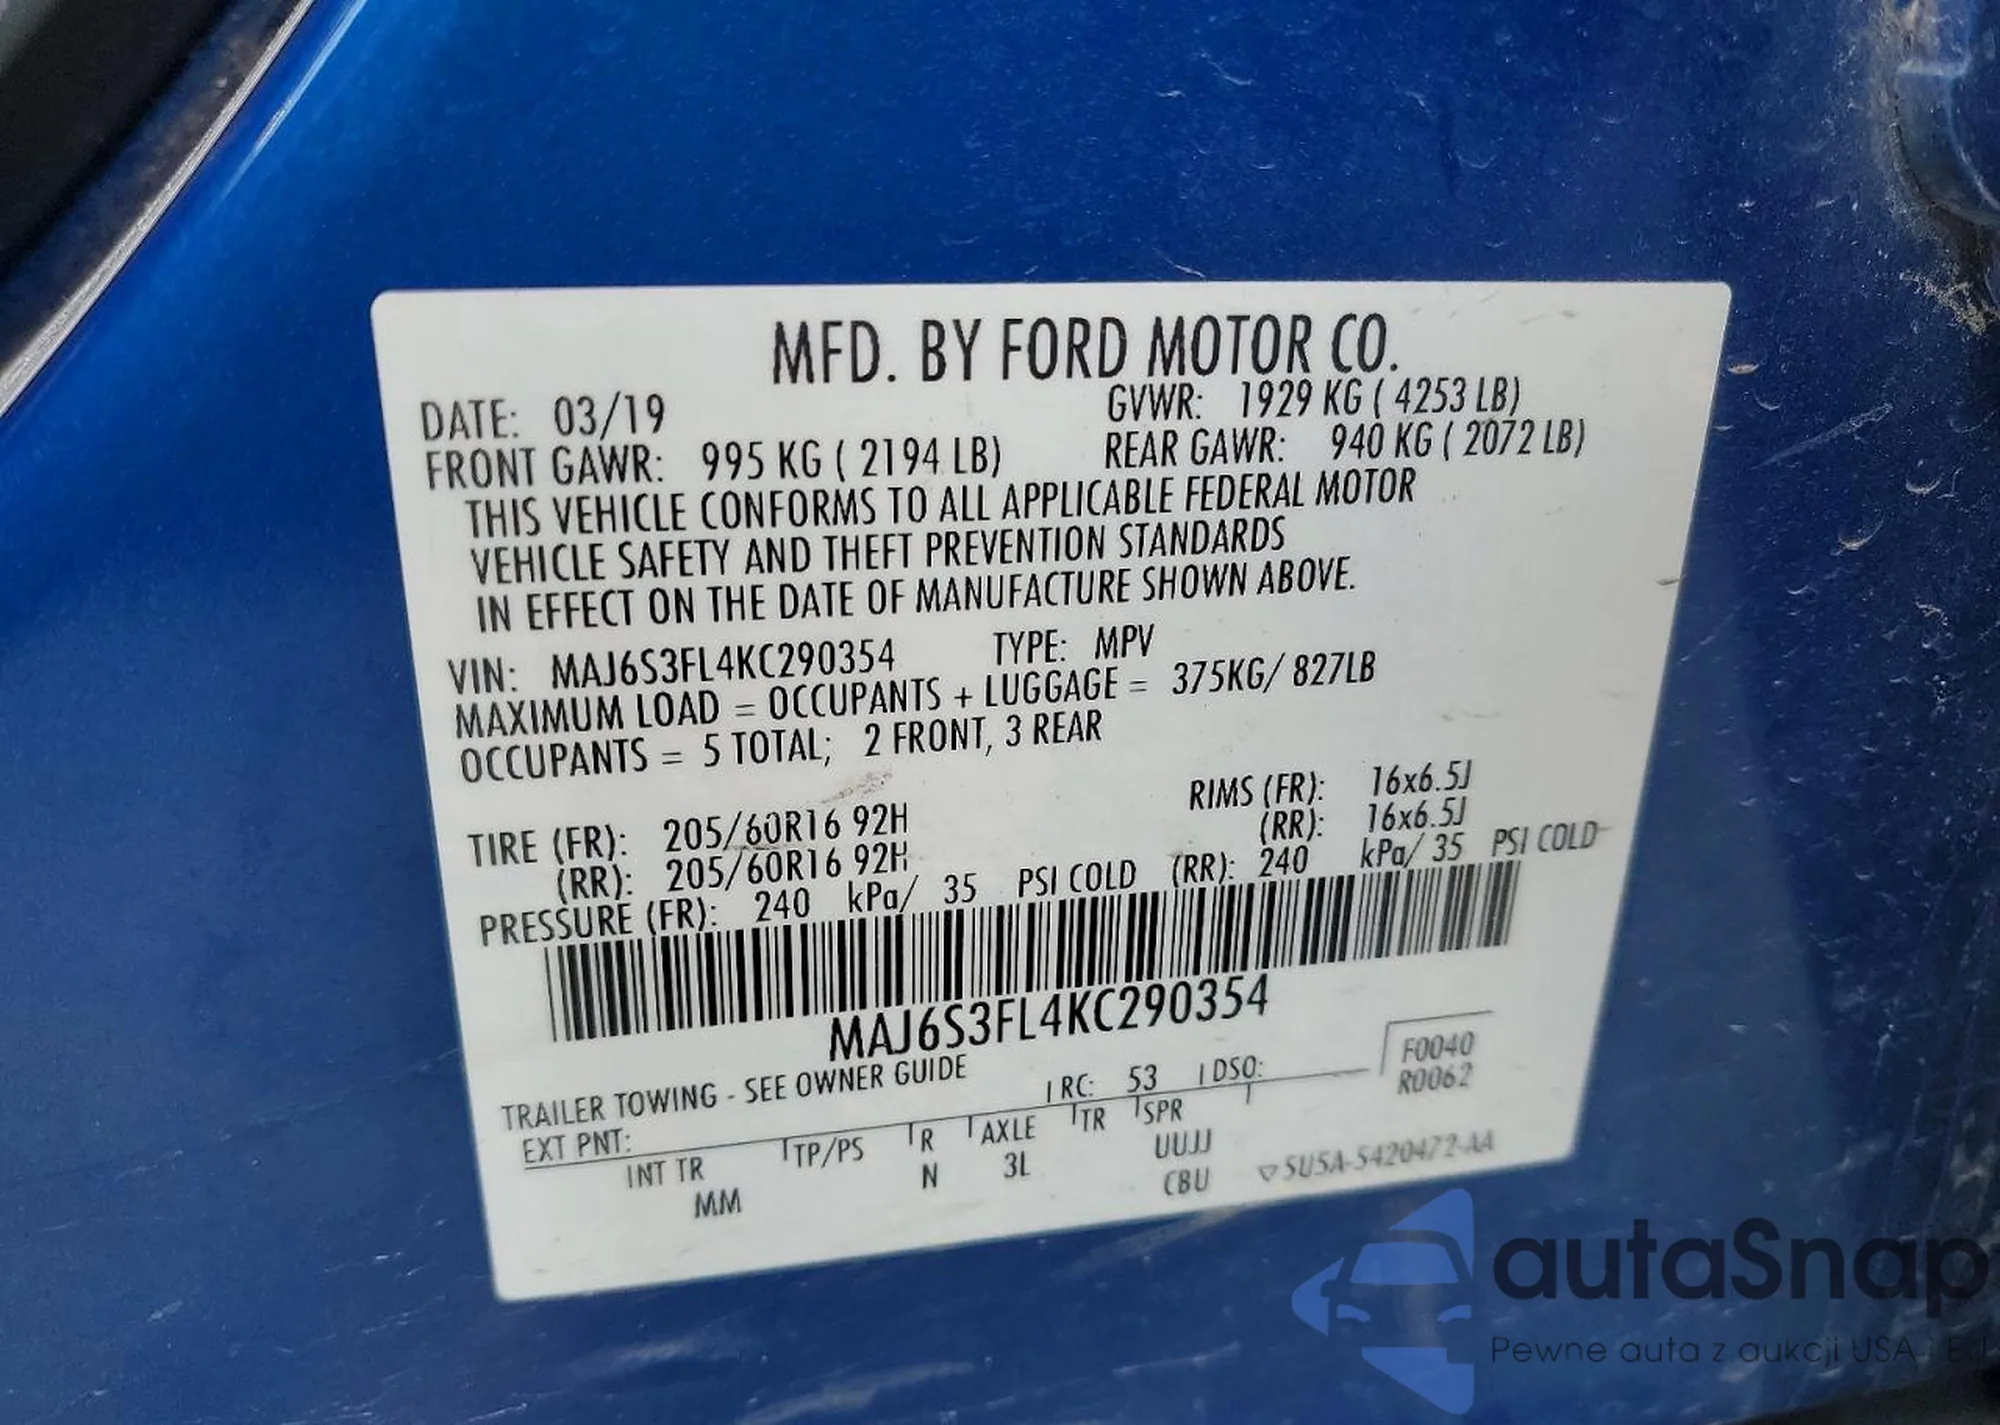 MFD. BY FORD MOTOR CO.
DATE: 03/19 GVWR: 1929 KG ( 4253 LB)
FRONT GAWR: 995 KG ( 2194 LB) REAR GAWR: 940 KG ( 2072 LB)
THIS VEHICLE CONFORMS TO ALL APPLICABLE FEDERAL MOTOR
VEHICLE SAFETY AND THEFT PREVENTION STANDARDS
IN EFFECT ON THE DATE OF MANUFACTURE SHOWN ABOVE.
VIN: MAJ6S3FL4KC290354 TYPE: MPV
MAXIMUM LOAD = OCCUPANTS + LUGGAGE = 375KG/ 827LB
OCCUPANTS = 5 TOTAL; 2 FRONT, 3 REAR
TIRE (FR): 205/60R16 92H RIMS (FR): 16x6.5J
(RR): 205/60R16 92H (RR): 16x6.5J
PRESSURE (FR): 240 kPa/ 35 PSI COLD (RR): 240 kPa/ 35 PSI COLD
MAJ6S3FL4KC290354
TRAILER TOWING - SEE OWNER GUIDE
F0040
R0062
EXT PNT: RC: 53 DSO:
INT TR TP/PS R AXLE TR SPR
MM N 3L UUJJ
CBU 5U5A-5420472-AA
autaSnap
Pewne auta z aukcji USA i EU